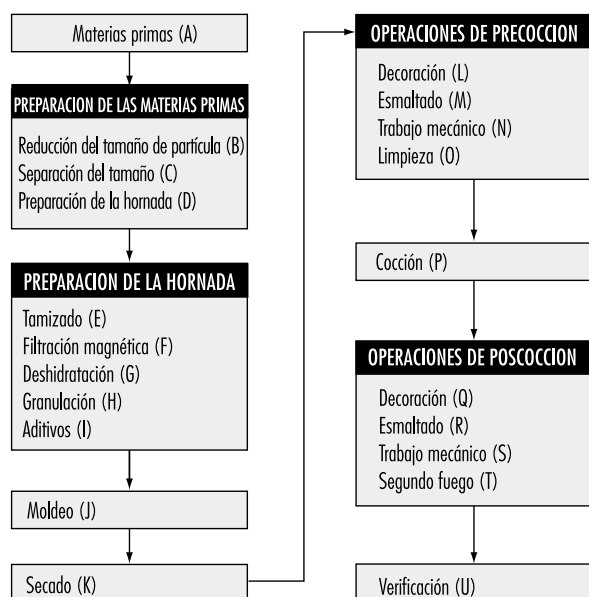 Materias primas (A)
PREPARACION DE LAS MATERIAS PRIMAS
Reducción del tamaño de partícula (B)
Separación del tamaño (C)
Preparación de la hornada (D)
PREPARACION DE LA HORNADA
Tamizado (E)
Filtración magnética (F)
Deshidratación (G)
Granulación (H)
Aditivos (I)
Moldeo (J)
Secado (K)
OPERACIONES DE PRECOCCION
Decoración (L)
Esmaltado (M)
Trabajo mecánico (N)
Limpieza (O)
Cocción (P)
OPERACIONES DE POSCOCCION
Decoración (Q)
Esmaltado (R)
Trabajo mecánico (S)
Segundo fuego (T)
Verificación (U)